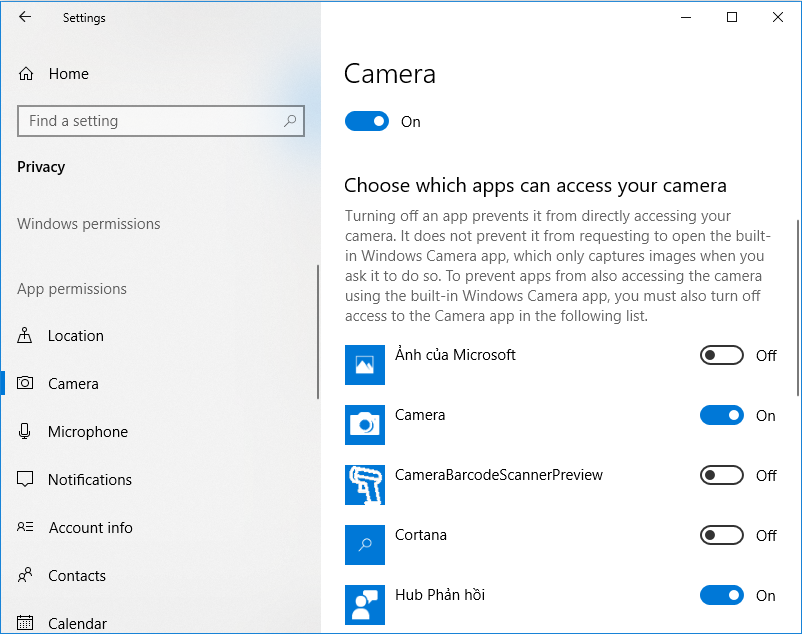 Settings
Home
Find a setting
Privacy
Windows permissions
App permissions
Location
Camera
Microphone
Notifications
Account info
Contacts
Calendar
Camera
On
Choose which apps can access your camera
Turning off an app prevents it from directly accessing your
camera. It does not prevent it from requesting to open the built-
in Windows Camera app, which only captures images when you
ask it to do so. To prevent apps from also accessing the camera
using the built-in Windows Camera app, you must also turn off
access to the Camera app in the following list.
Ảnh của Microsoft Off
Camera On
CameraBarcodeScannerPreview Off
Cortana Off
Hub Phản hồi On